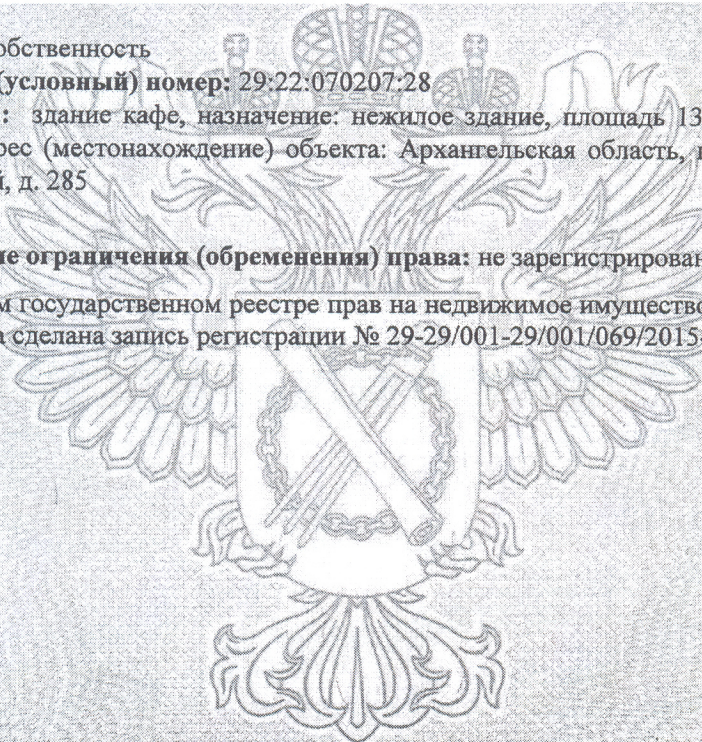 обственность
(условный) номер: 29:22:070207:28
: здание кафе, назначение: нежилое здание, площадь 13
рес (местонахождение) объекта: Архангельская область, г
й, д. 285
ие ограничения (обременения) права: не зарегистрирован
м государственном реестре прав на недвижимое имущество
а сделана запись регистрации № 29-29/001-29/001/069/2015-